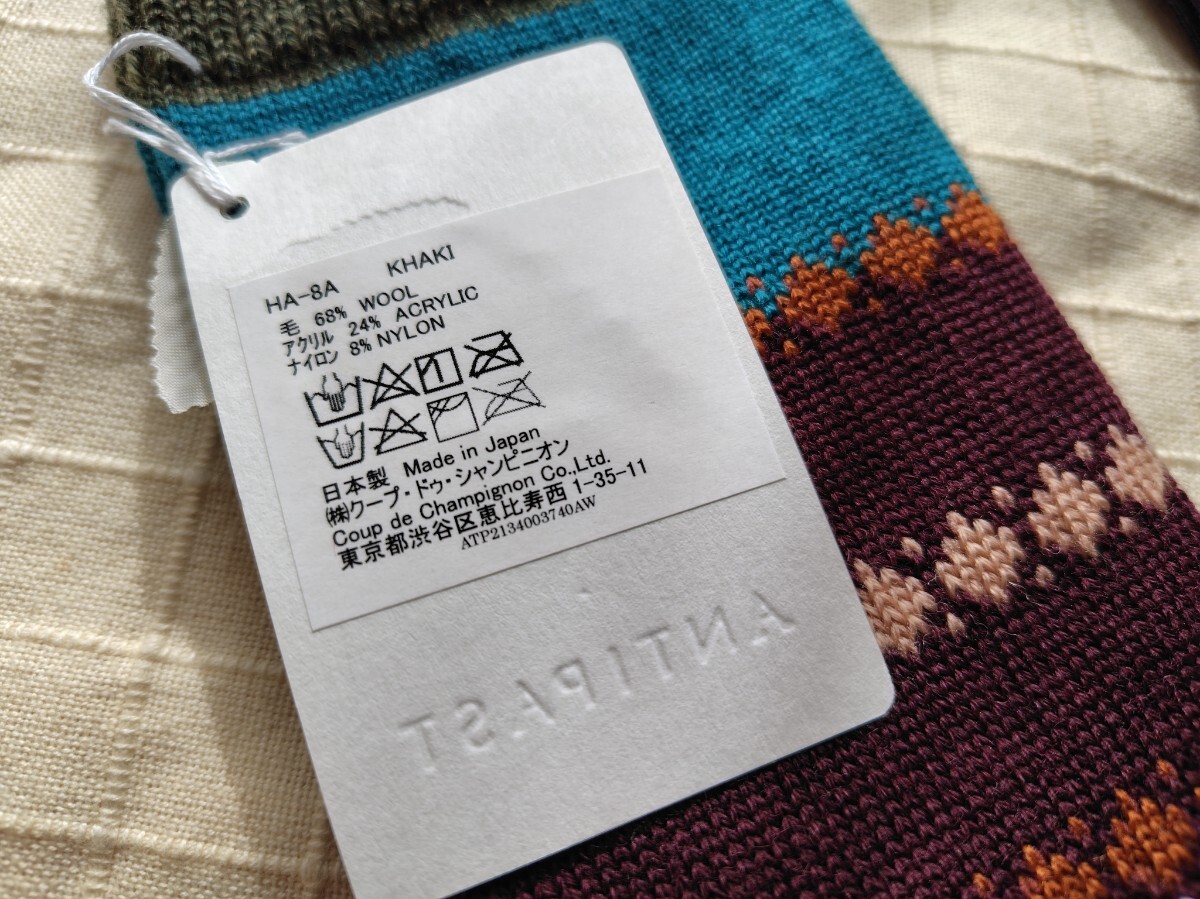 HA-8A KHAKI
毛 68% WOOL
アクリル 24% ACRYLIC
ナイロン 8% NYLON
日本製 Made in Japan
㈱クープ・ドゥ・シャンピニオン
Coup de Champignon Co.,Ltd.
東京都渋谷区恵比寿西1-35-11
ATP2134003740AW
ANTIPAST